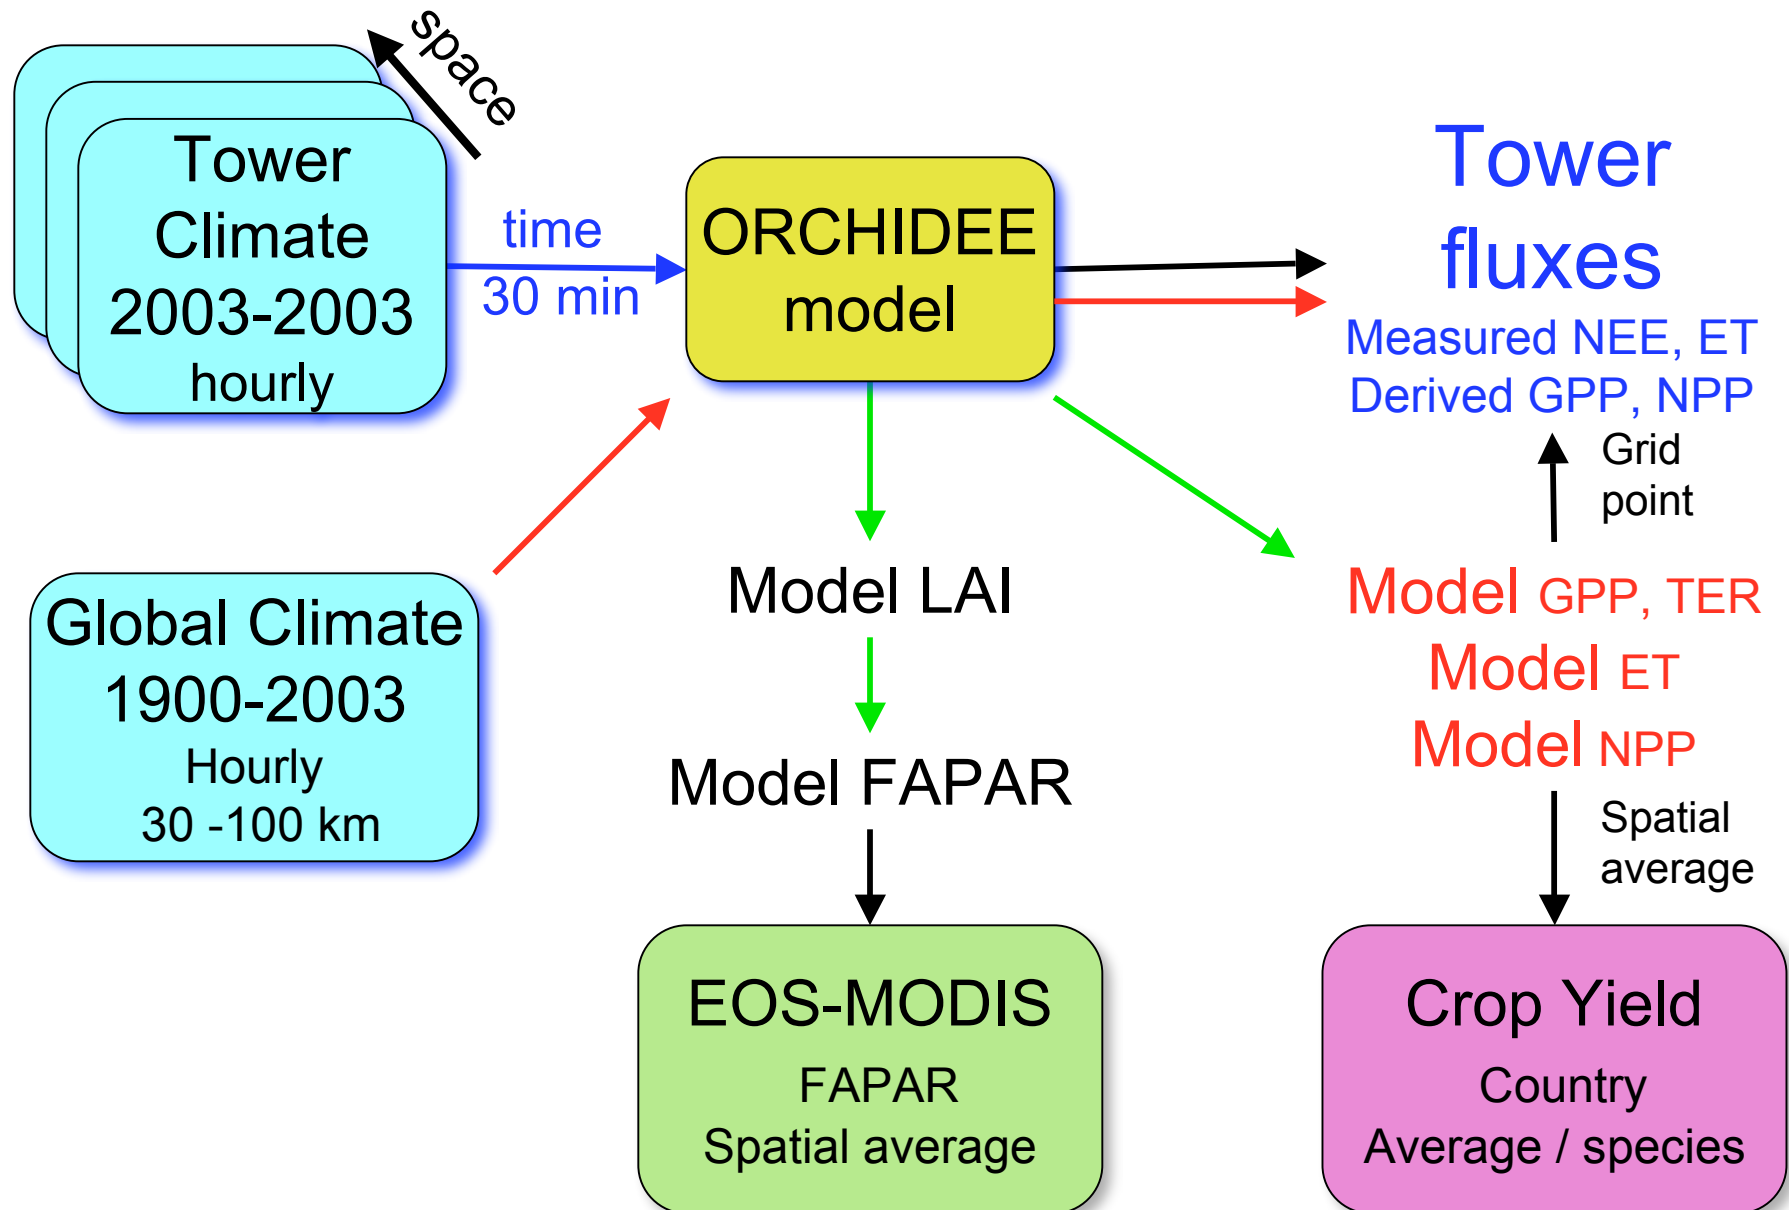 space
Tower
Climate
2003-2003
hourly
time
30 min
ORCHIDEE
model
Tower
fluxes
Measured NEE, ET
Derived GPP, NPP
Grid
point
Global Climate
1900-2003
Hourly
30 -100 km
Model LAI
Model FAPAR
Model GPP, TER
Model ET
Model NPP
Spatial
average
EOS-MODIS
FAPAR
Spatial average
Crop Yield
Country
Average / species